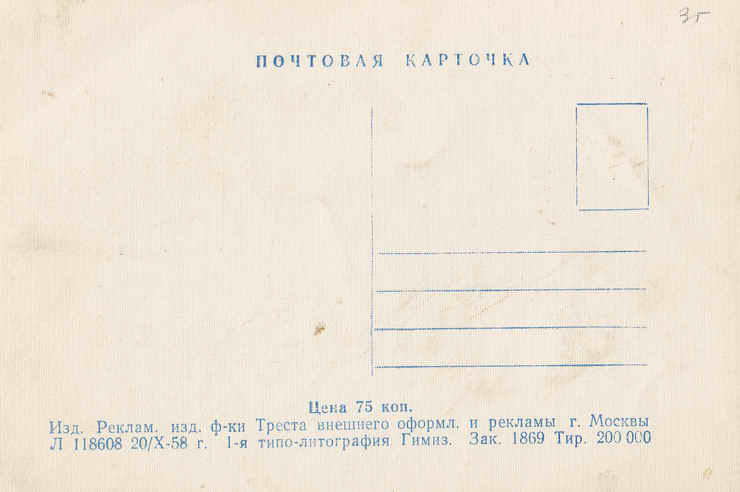 3г
ПОЧТОВАЯ КАРТОЧКА
Цена 75 коп.
Изд. Реклам. изд. ф-ки Треста внешнего оформл. и рекламы г. Москвы
Л 118608 20/X-58 г. 1-я типо-литография Гимиз. Зак. 1869 Тир. 200 000